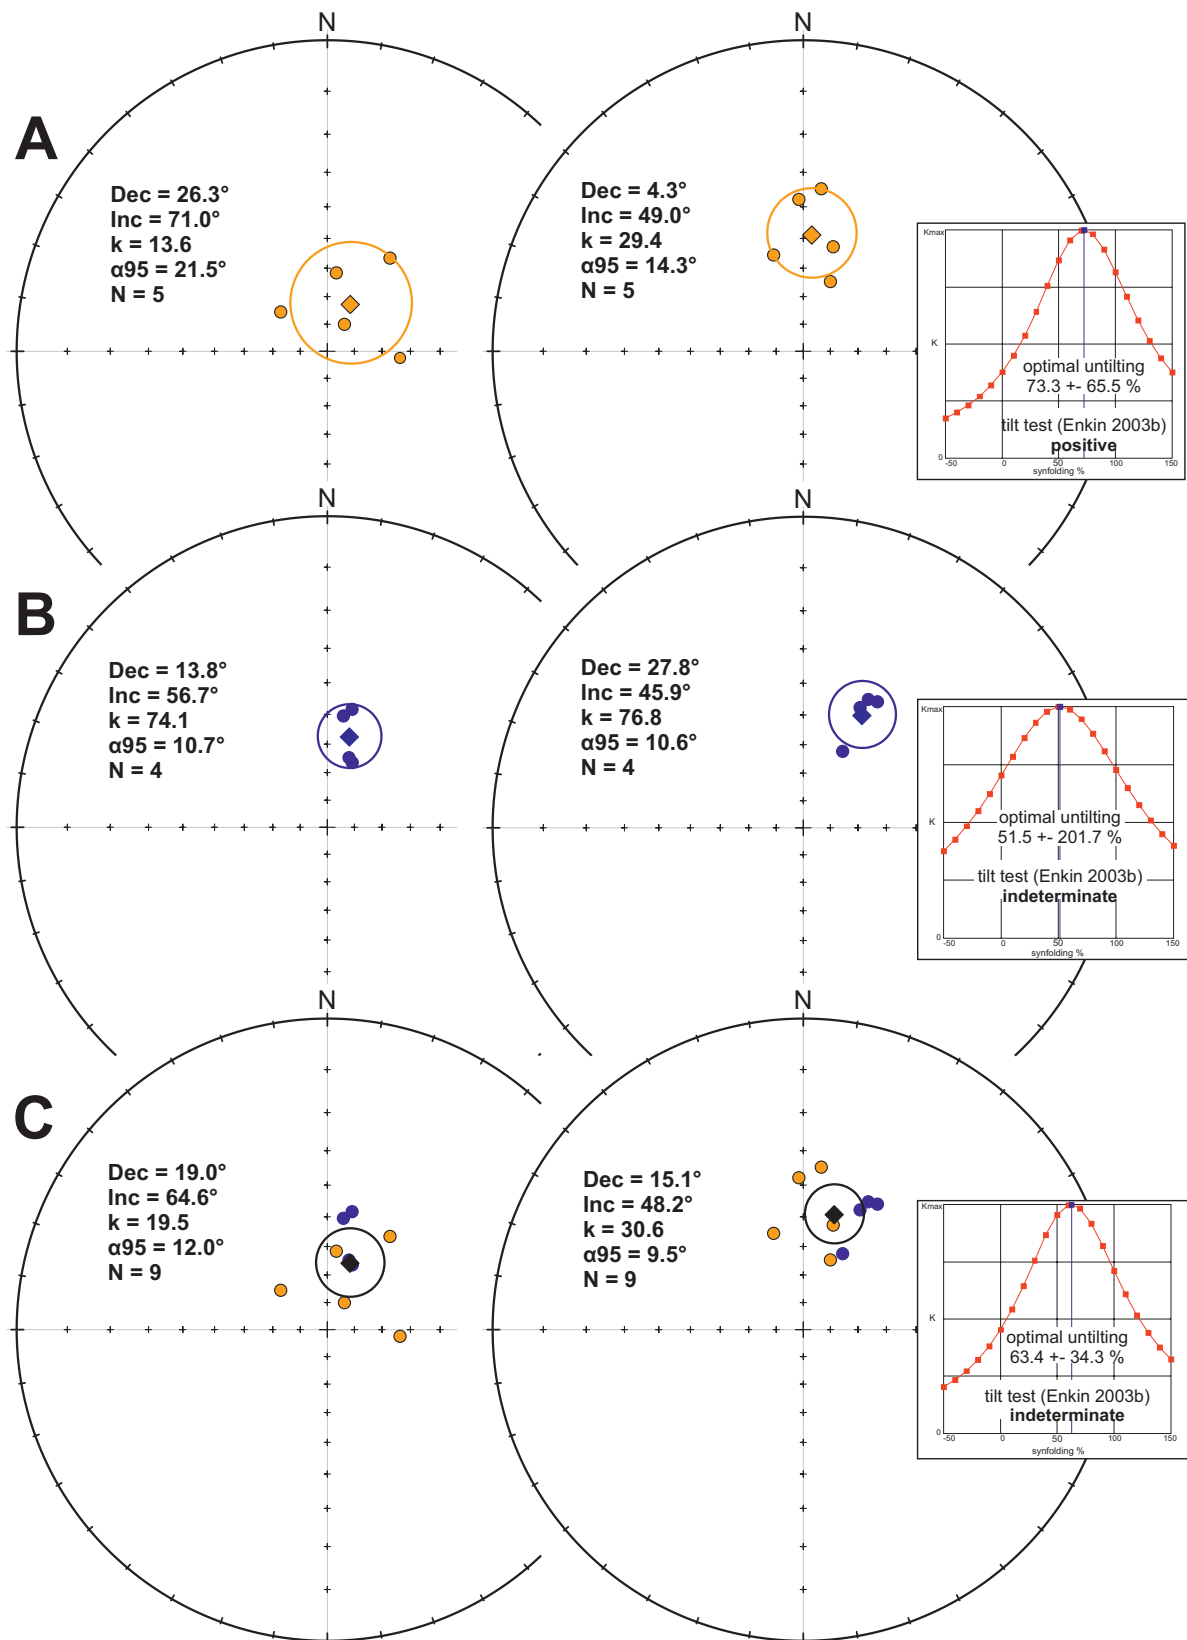 N
N
A
Dec = 26.3°
Inc = 71.0°
k = 13.6
α95 = 21.5°
N = 5
Dec = 4.3°
Inc = 49.0°
k = 29.4
α95 = 14.3°
N = 5
Kmax
K
optimal untilting
73.3 +- 65.5 %
tilt test (Enkin 2003b)
positive
0
-50 0 50 100 150
synfolding %
N
N
B
Dec = 13.8°
Inc = 56.7°
k = 74.1
α95 = 10.7°
N = 4
Dec = 27.8°
Inc = 45.9°
k = 76.8
α95 = 10.6°
N = 4
Kmax
K
optimal untilting
51.5 +- 201.7 %
tilt test (Enkin 2003b)
indeterminate
0
-50 0 50 100 150
synfolding %
N
N
C
Dec = 19.0°
Inc = 64.6°
k = 19.5
α95 = 12.0°
N = 9
Dec = 15.1°
Inc = 48.2°
k = 30.6
α95 = 9.5°
N = 9
Kmax
K
optimal untilting
63.4 +- 34.3 %
tilt test (Enkin 2003b)
indeterminate
0
-50 0 50 100 150
synfolding %